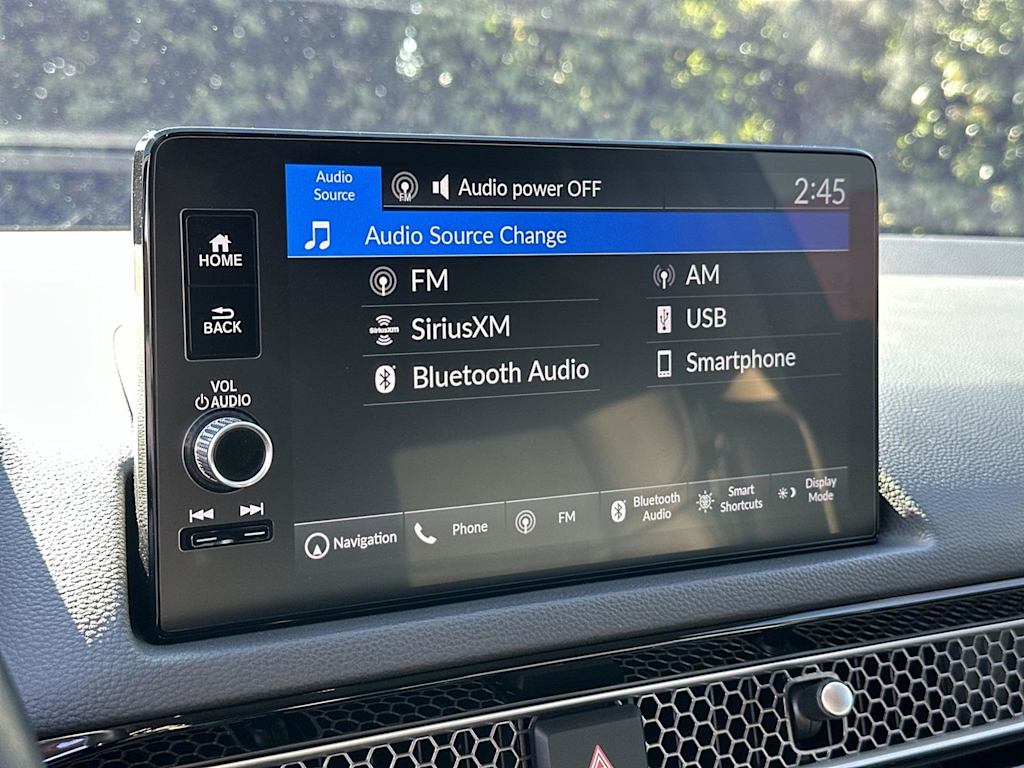 Audio
Source
FM
Audio power OFF
2:45
Audio Source Change
HOME
BACK
VOL
AUDIO
FM
AM
SiriusXM
SiriusXM
USB
Bluetooth Audio
Smartphone
Navigation
Phone
FM
Bluetooth
Audio
Smart
Shortcuts
Display
Mode